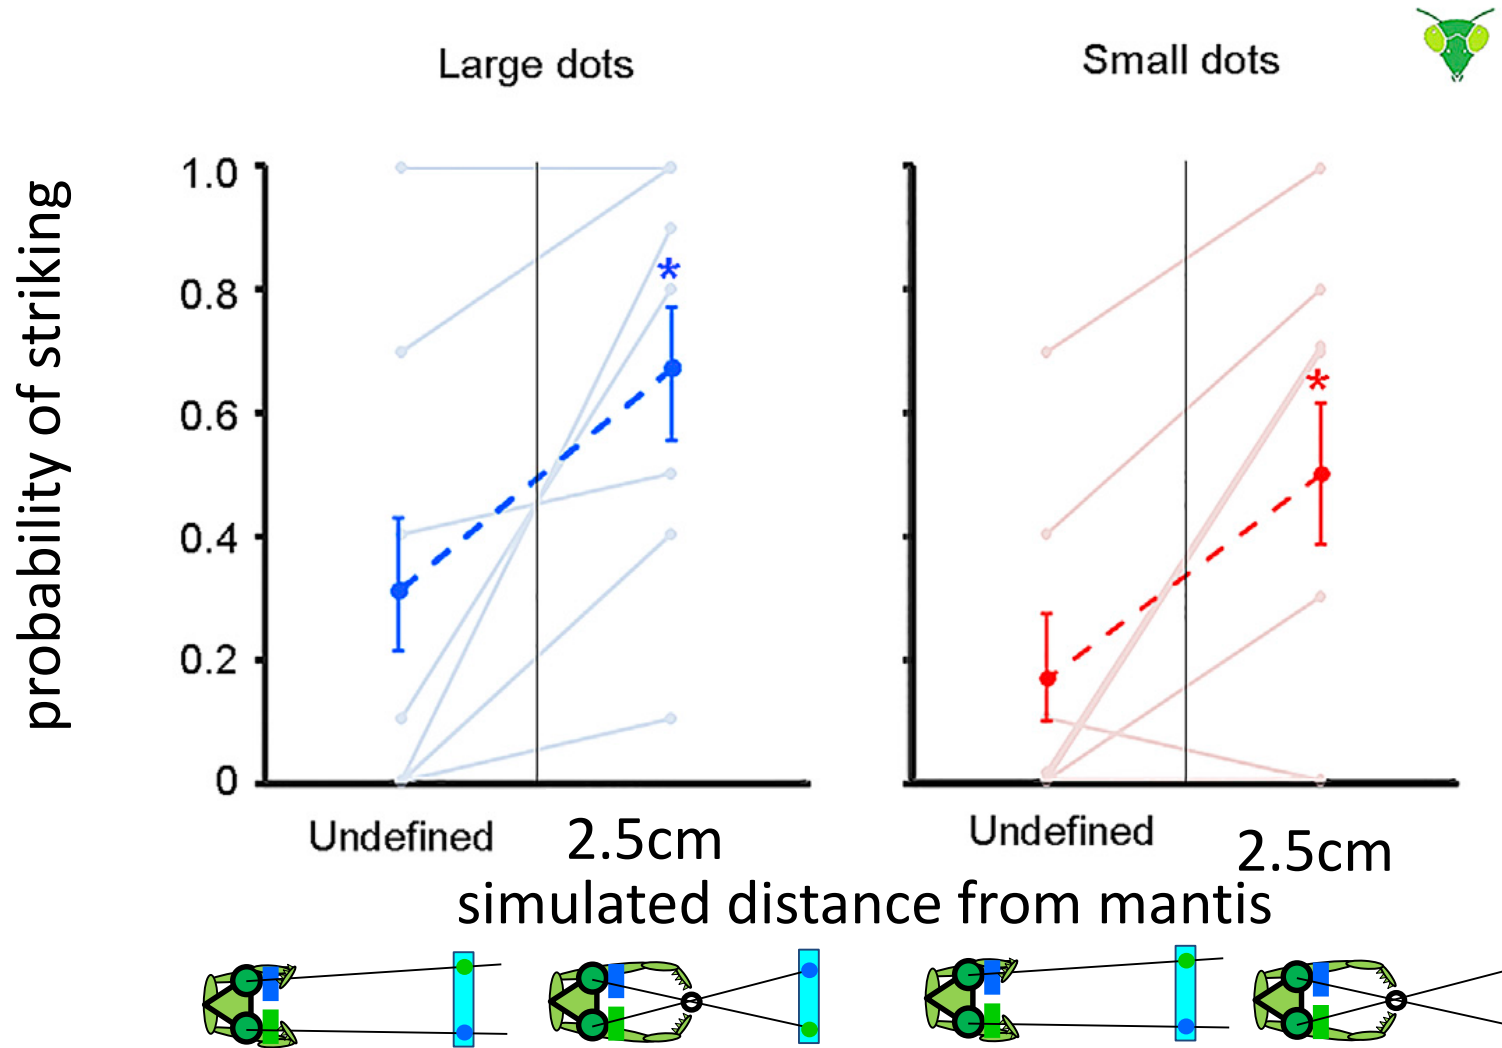 Large dots
Small dots
probability of striking
1.0
0.8
0.6
0.4
0.2
0
*
*
Undefined
2.5cm
Undefined
2.5cm
simulated distance from mantis